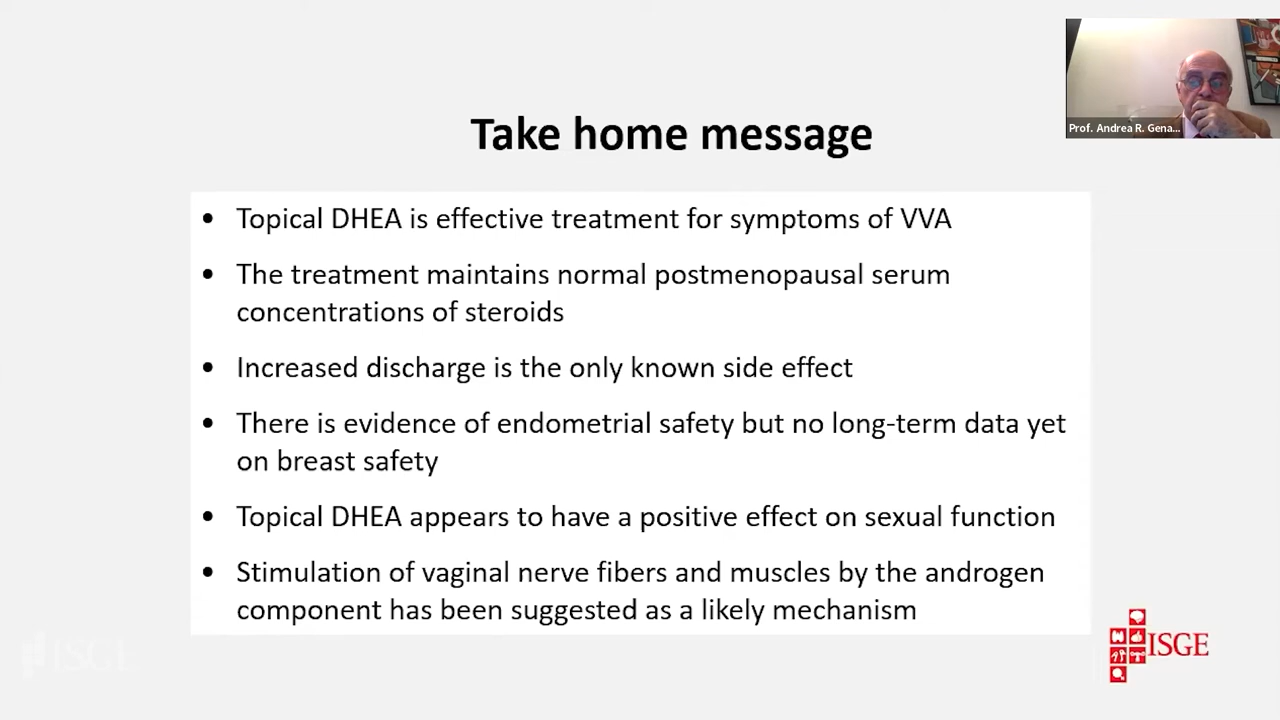 Prof. Andrea R. Gena...
Take home message
• Topical DHEA is effective treatment for symptoms of VVA
• The treatment maintains normal postmenopausal serum
concentrations of steroids
• Increased discharge is the only known side effect
• There is evidence of endometrial safety but no long-term data yet
on breast safety
• Topical DHEA appears to have a positive effect on sexual function
• Stimulation of vaginal nerve fibers and muscles by the androgen
component has been suggested as a likely mechanism
ISGE
ISGE